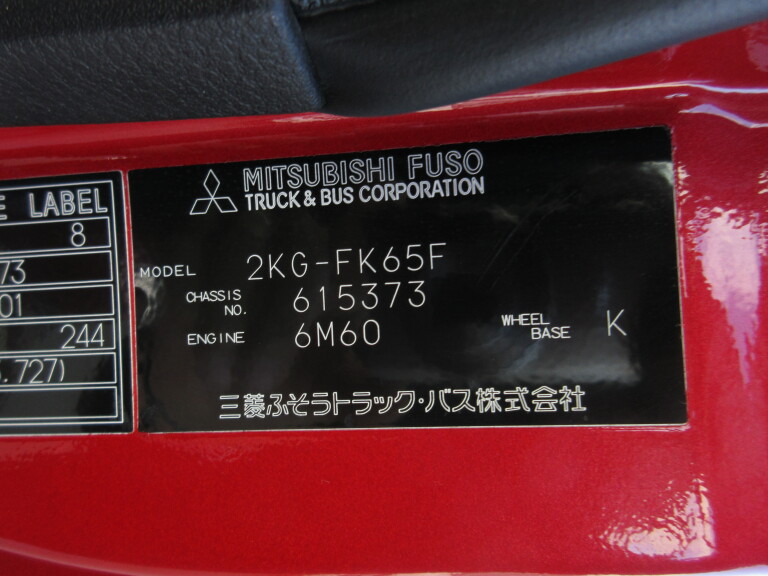 MITSUBISHI FUSO
TRUCK & BUS CORPORATION
MODEL 2KG-FK65F
CHASSIS NO. 615373
ENGINE 6M60
WHEEL BASE K
三菱ふそうトラック・バス株式会社
LABEL
8
73
01
244
.727)